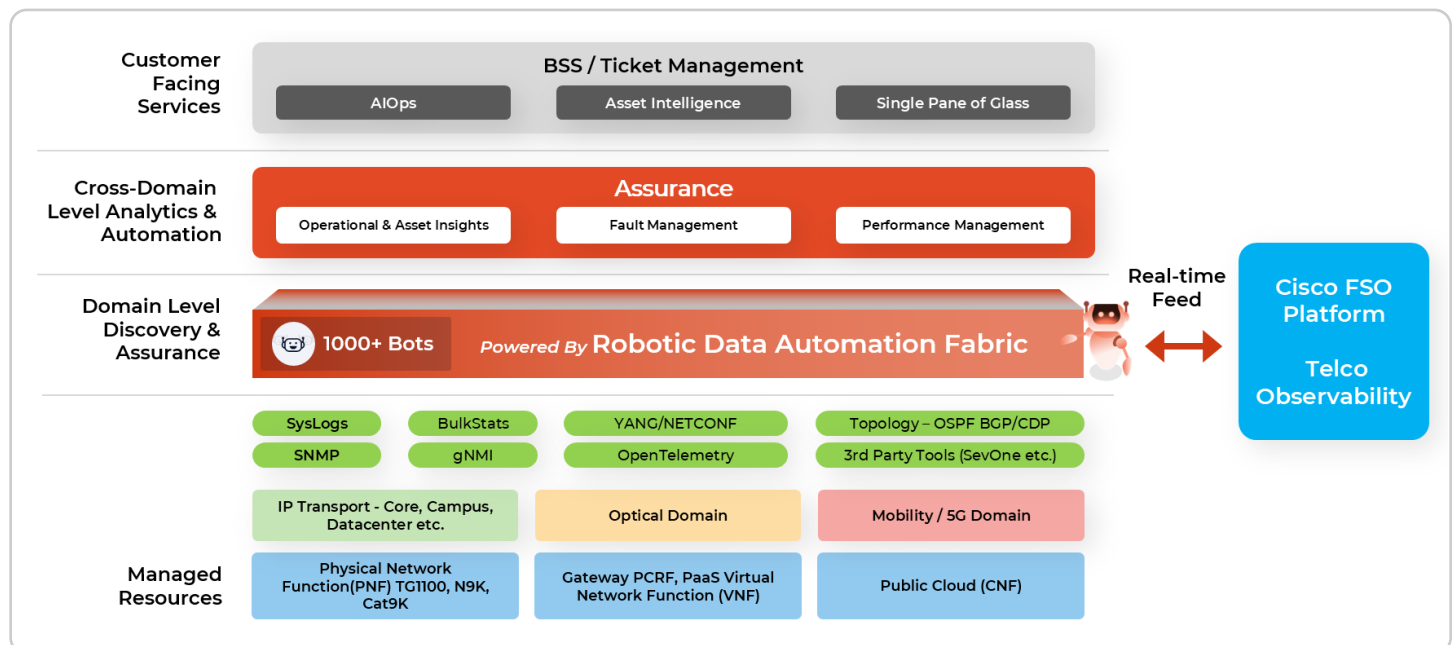 Customer
Facing
Services
BSS / Ticket Management
AIOps
Asset Intelligence
Single Pane of Glass
Cross-Domain
Level Analytics &
Automation
Assurance
Operational & Asset Insights
Fault Management
Performance Management
Domain Level
Discovery &
Assurance
1000+ Bots
Powered By Robotic Data Automation Fabric
Real-time
Feed
Cisco FSO
Platform
Telco
Observability
SysLogs
BulkStats
YANG/NETCONF
Topology – OSPF BGP/CDP
SNMP
gNMI
OpenTelemetry
3rd Party Tools (SevOne etc.)
IP Transport - Core, Campus,
Datacenter etc.
Optical Domain
Mobility / 5G Domain
Managed
Resources
Physical Network
Function(PNF) TG1100, N9K,
Cat9K
Gateway PCRF, PaaS Virtual
Network Function (VNF)
Public Cloud (CNF)